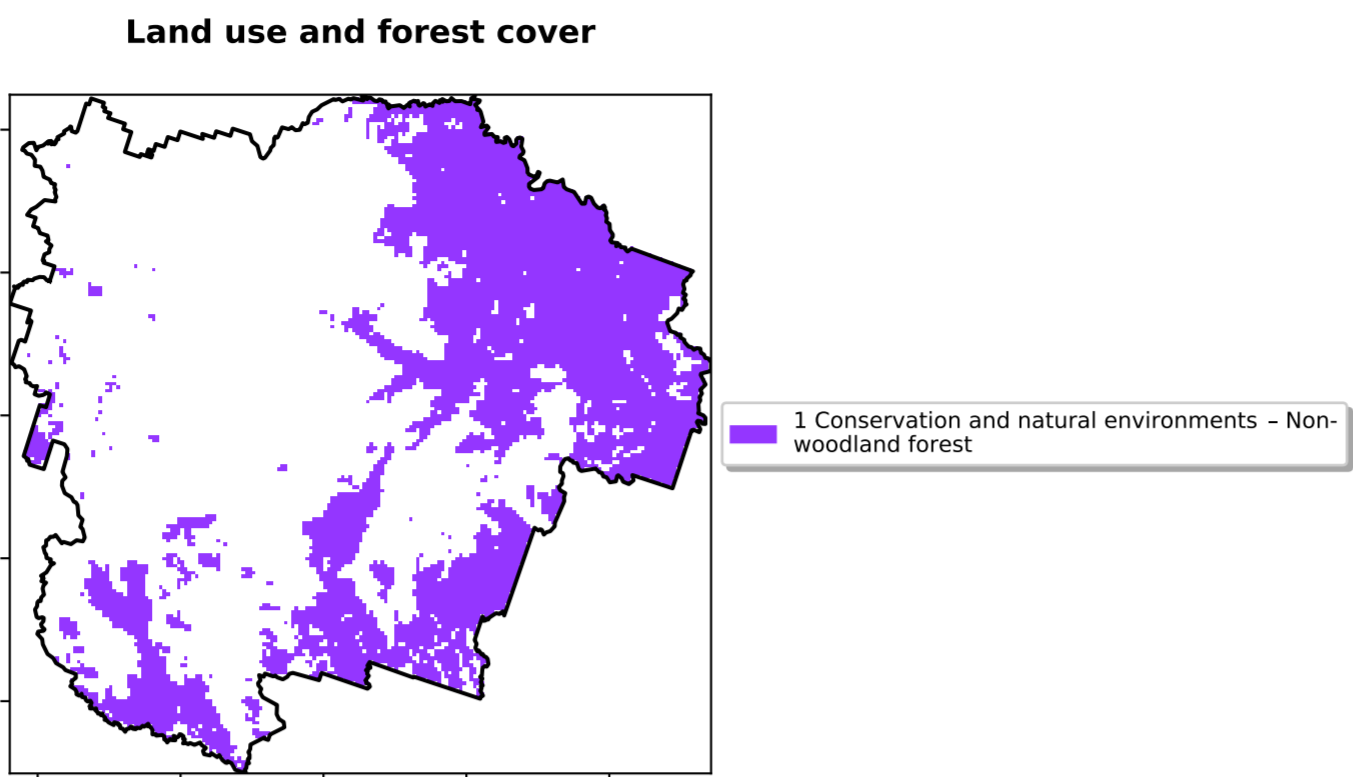 Land use and forest cover
1 Conservation and natural environments – Non-
woodland forest